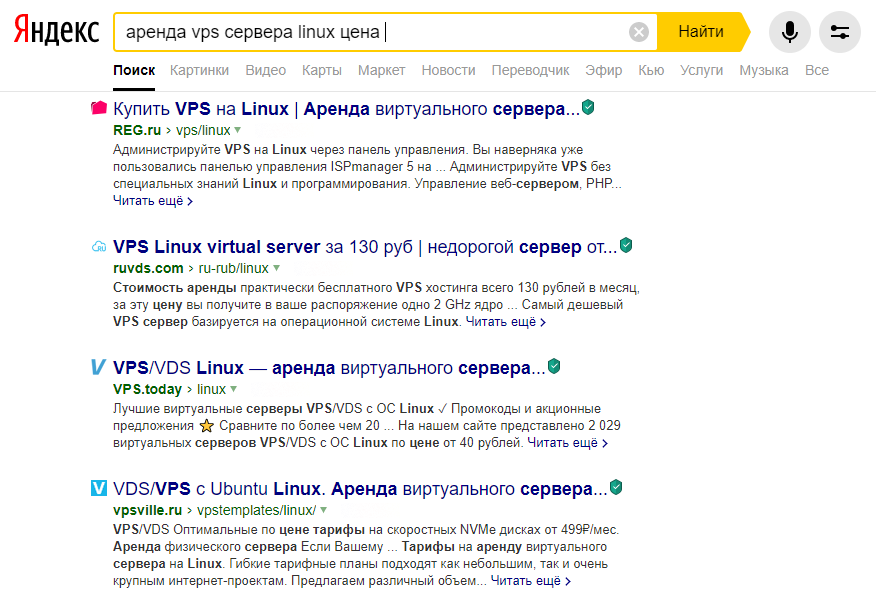 Яндекс
аренда vps сервера linux цена
Найти
Поиск Картинки Видео Карты Маркет Новости Переводчик Эфир Кью Услуги Музыка Все
Купить VPS на Linux | Аренда виртуального сервера...
REG.ru › vps/linux
Администрируйте VPS на Linux через панель управления. Вы наверняка уже
пользовались панелью управления ISPmanager 5 на ... Администрируйте VPS без
специальных знаний Linux и программирования. Управление веб-сервером, PHP...
Читать ещё ›
VPS Linux virtual server за 130 руб | недорогой сервер от...
ruvds.com › ru-rub/linux
Стоимость аренды практически бесплатного VPS хостинга всего 130 рублей в месяц,
за эту цену вы получите в ваше распоряжение одно 2 GHz ядро ... Самый дешевый
VPS сервер базируется на операционной системе Linux. Читать ещё ›
VPS/VDS Linux — аренда виртуального сервера...
VPS.today › linux
Лучшие виртуальные серверы VPS/VDS с ОС Linux ✓ Промокоды и акционные
предложения ⭐ Сравните по более чем 20 ... На нашем сайте представлено 2 029
виртуальных серверов VPS/VDS с ОС Linux по цене от 40 рублей. Читать ещё ›
VDS/VPS с Ubuntu Linux. Аренда виртуального сервера...
vpsville.ru › vpstemplates/linux/
VPS/VDS Оптимальные по цене тарифы на скоростных NVMe дисках от 499₽/мес.
Аренда физического сервера Если Вашему ... Тарифы на аренду виртуального
сервера на Linux. Гибкие тарифные планы подходят как небольшим, так и очень
крупным интернет-проектам. Предлагаем различный объем... Читать ещё ›